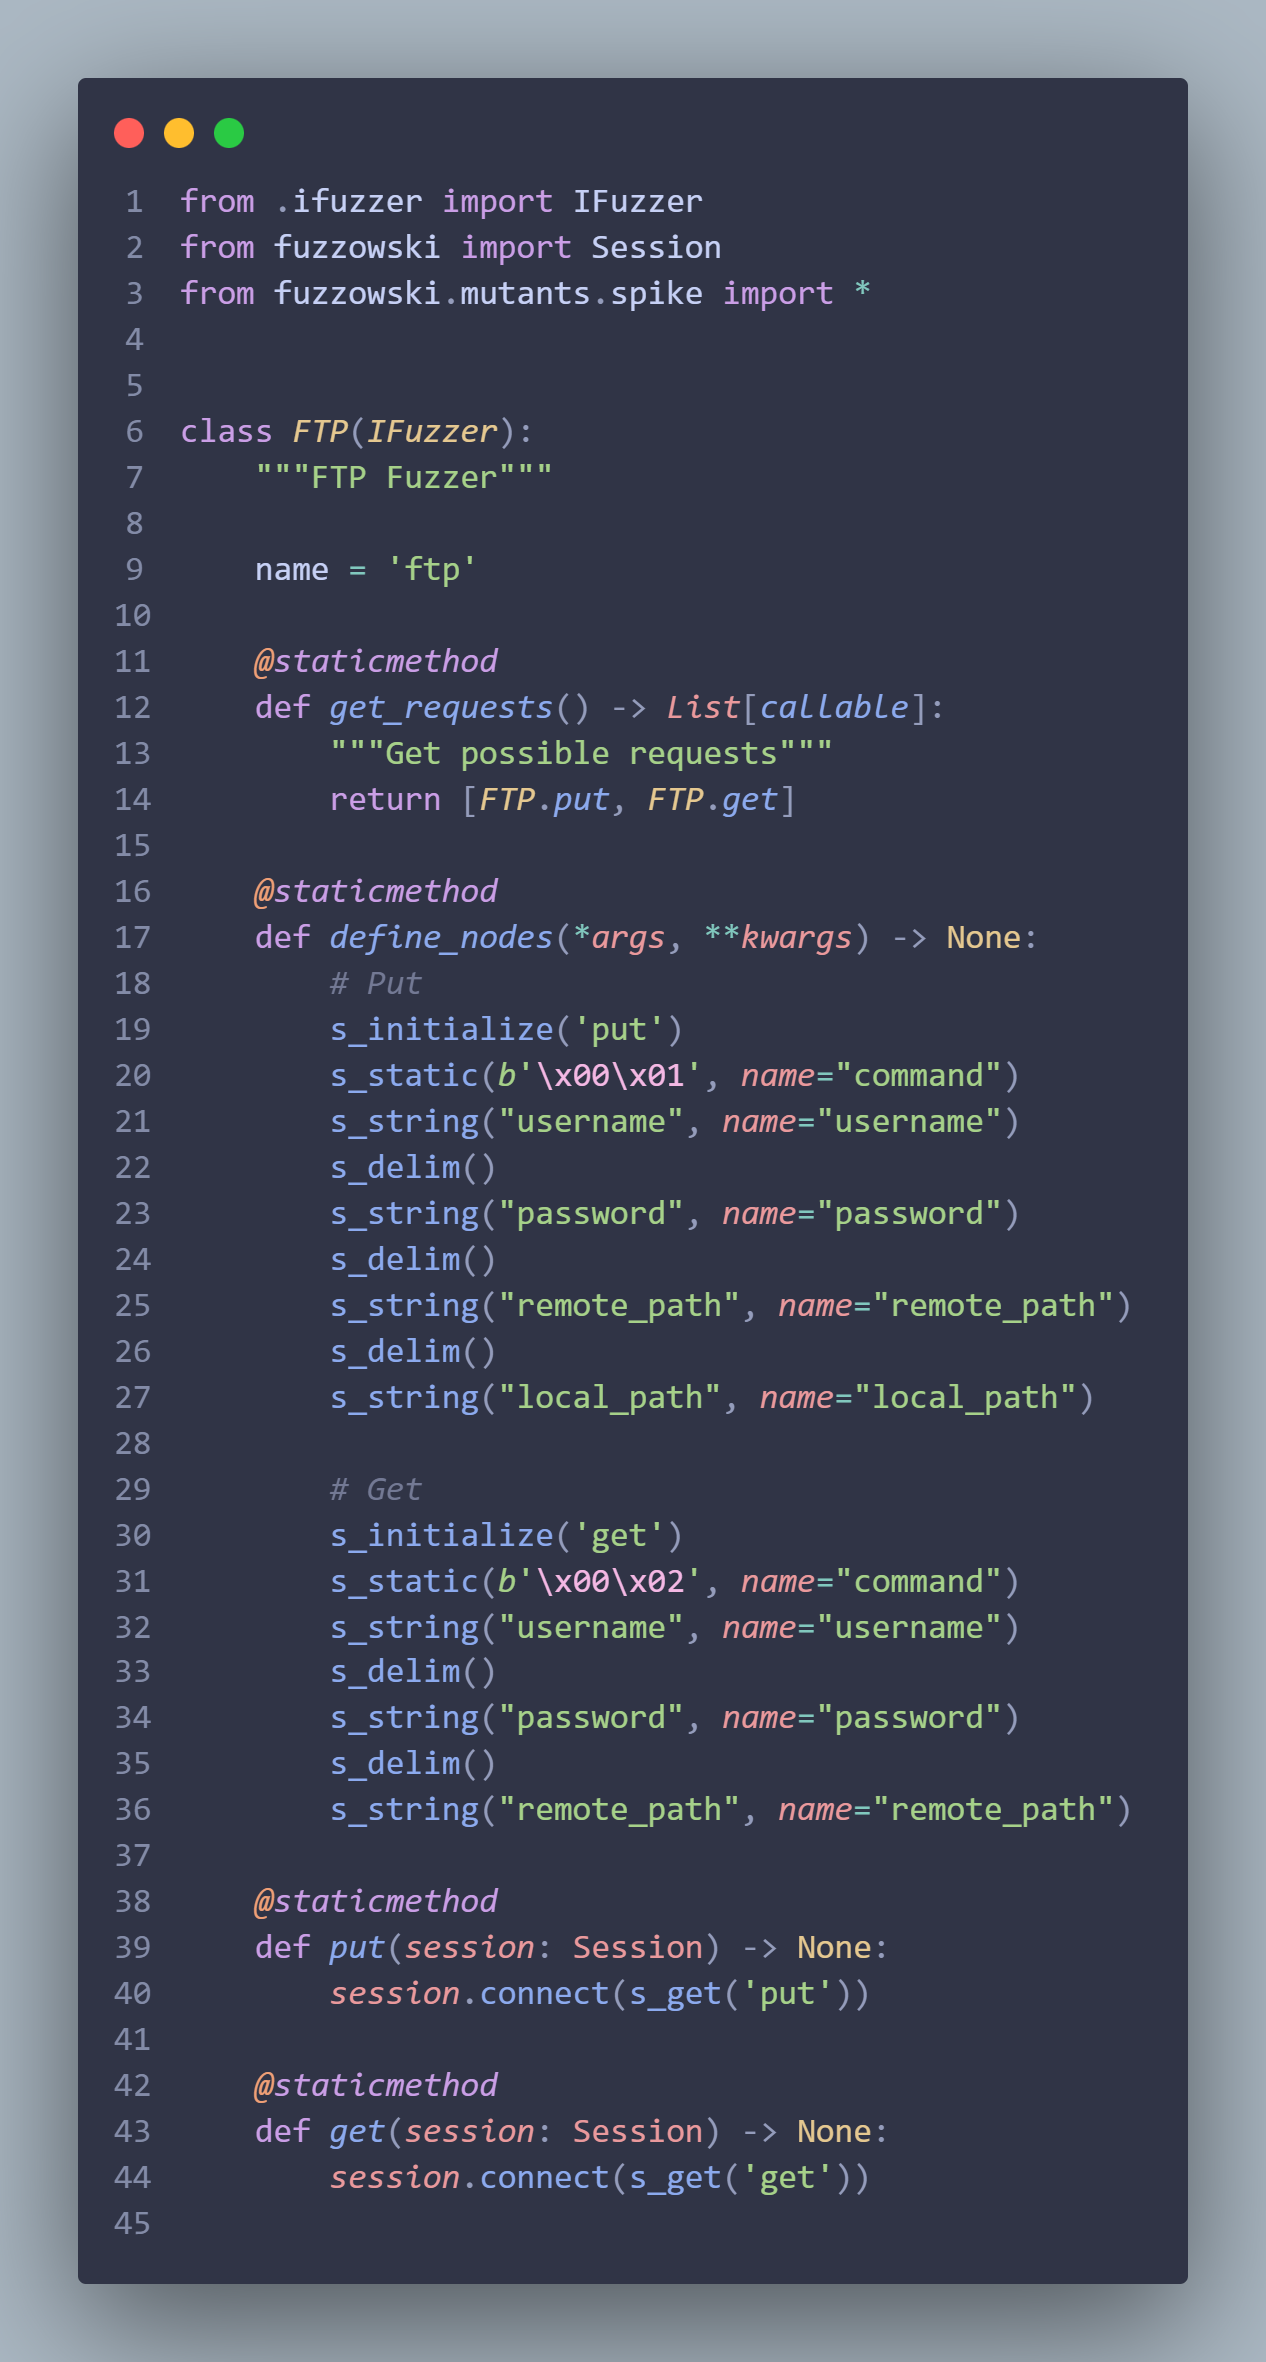 1 from .ifuzzer import IFuzzer
2 from fuzzowski import Session
3 from fuzzowski.mutants.spike import *
4
5
6 class FTP(IFuzzer):
7     """FTP Fuzzer"""
8
9     name = 'ftp'
10
11     @staticmethod
12     def get_requests() -> List[callable]:
13         """Get possible requests"""
14         return [FTP.put, FTP.get]
15
16     @staticmethod
17     def define_nodes(*args, **kwargs) -> None:
18         # Put
19         s_initialize('put')
20         s_static(b'\x00\x01', name="command")
21         s_string("username", name="username")
22         s_delim()
23         s_string("password", name="password")
24         s_delim()
25         s_string("remote_path", name="remote_path")
26         s_delim()
27         s_string("local_path", name="local_path")
28
29         # Get
30         s_initialize('get')
31         s_static(b'\x00\x02', name="command")
32         s_string("username", name="username")
33         s_delim()
34         s_string("password", name="password")
35         s_delim()
36         s_string("remote_path", name="remote_path")
37
38     @staticmethod
39     def put(session: Session) -> None:
40         session.connect(s_get('put'))
41
42     @staticmethod
43     def get(session: Session) -> None:
44         session.connect(s_get('get'))
45